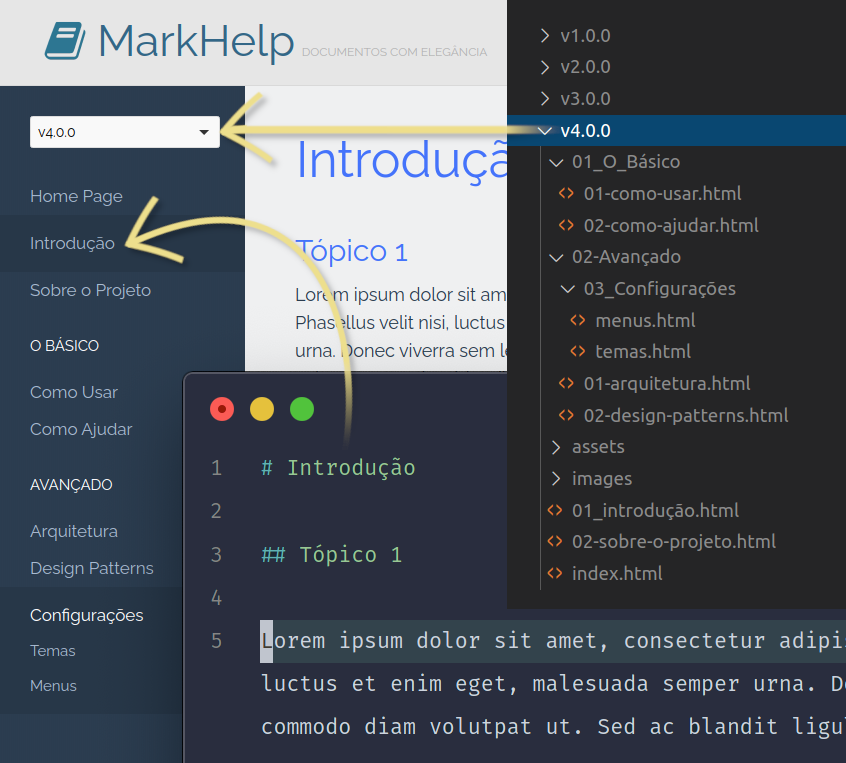 MarkHelp DOCUMENTOS COM ELEGÂNCIA
v4.0.0
Home Page
Introdução
Sobre o Projeto
O BÁSICO
Como Usar
Como Ajudar
AVANÇADO
Arquitetura
Design Patterns
Configurações
Temas
Menus
Introduçã
Tópico 1
Lorem ipsum dolor sit am
Phasellus velit nisi, luctus
urna. Donec viverra sem
v1.0.0
v2.0.0
v3.0.0
v4.0.0
01_O_Básico
01-como-usar.html
02-como-ajudar.html
02-Avançado
03_Configurações
menus.html
temas.html
01-arquitetura.html
02-design-patterns.html
assets
images
01_introdução.html
02-sobre-o-projeto.html
index.html
1 # Introdução
2
3 ## Tópico 1
4
5 Lorem ipsum dolor sit amet, consectetur adipis
luctus et enim eget, malesuada semper urna. Do
commodo diam volutpat ut. Sed ac blandit ligul